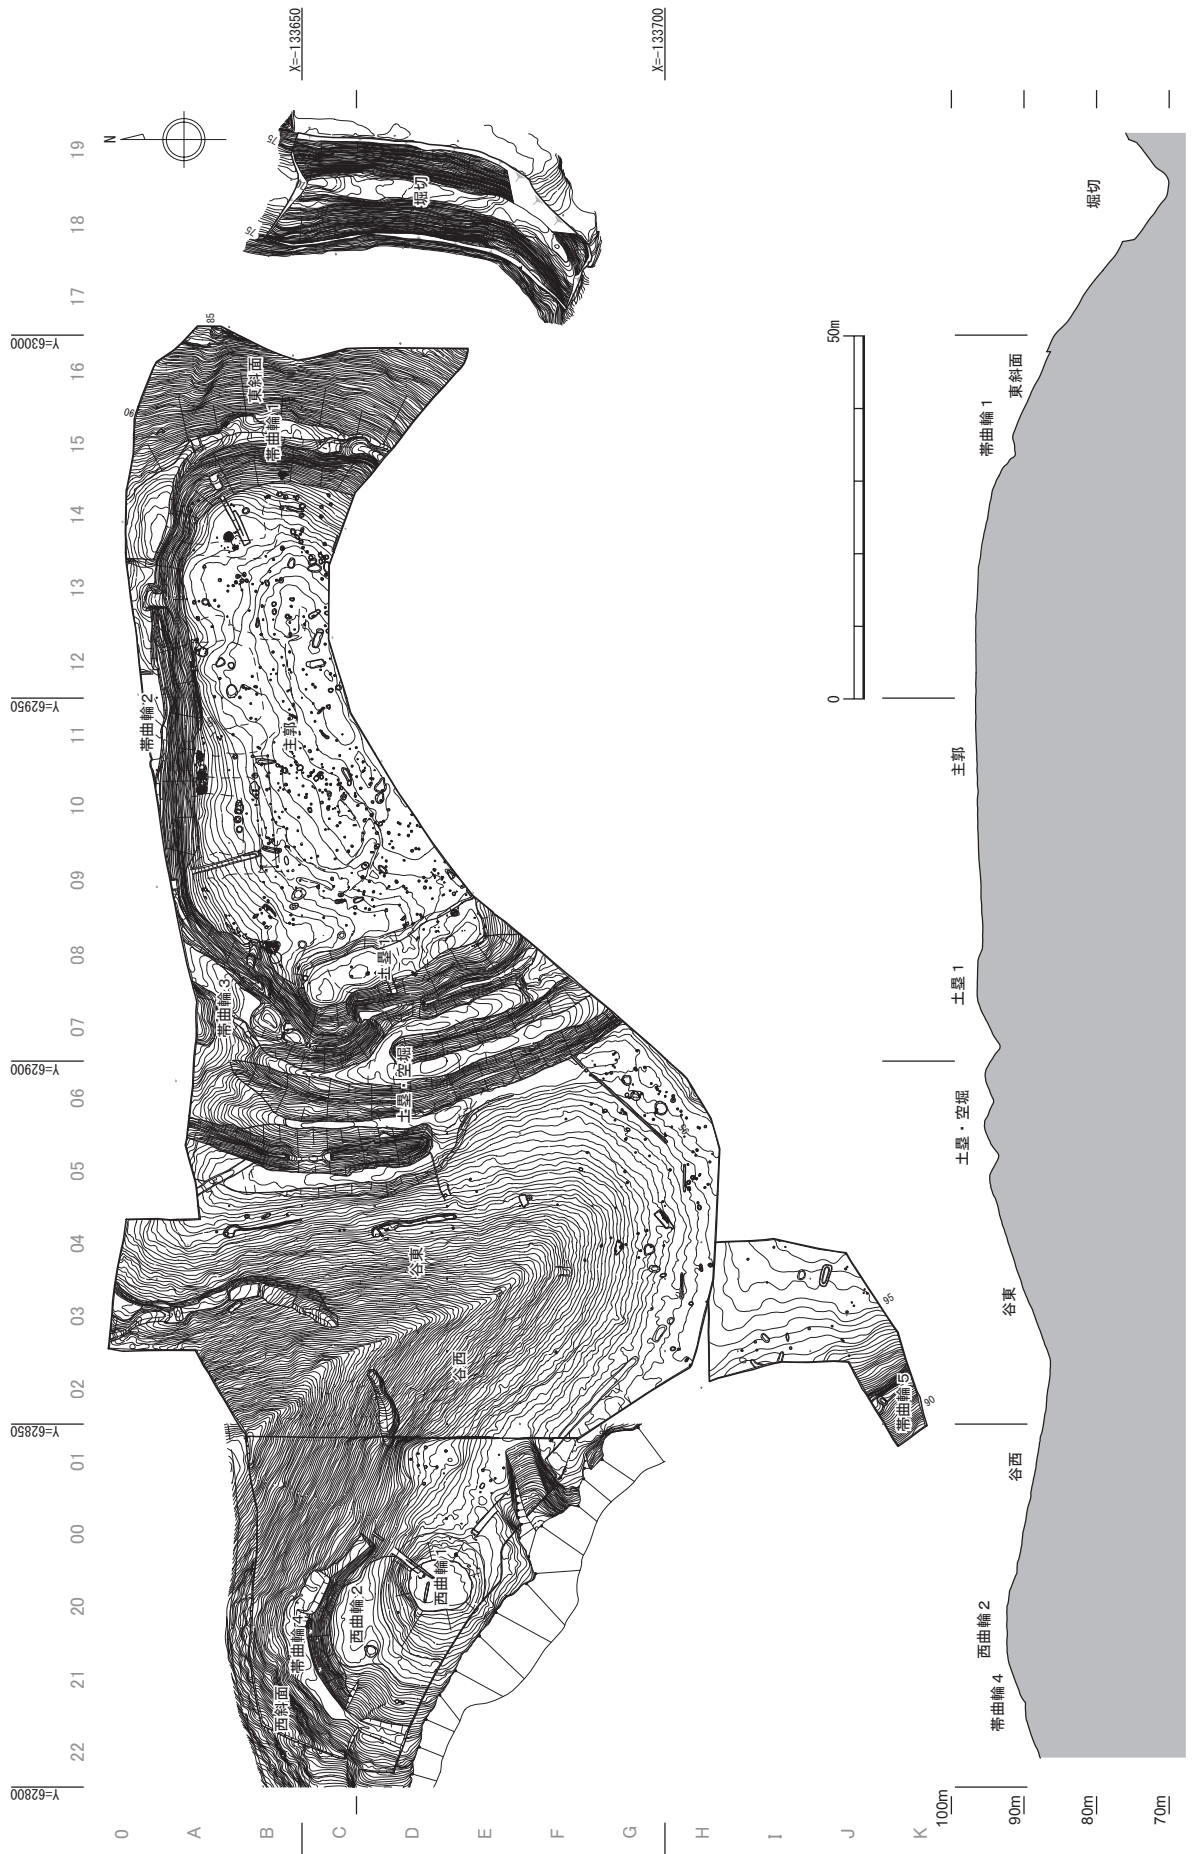 X=-133650
X=-133700
N
19
18
17
16
15
14
13
12
11
10
09
08
07
06
05
04
03
02
01
00
20
21
22
Y=63000
Y=62950
Y=62900
Y=62850
Y=62800
0
A
B
C
D
E
F
G
H
I
J
K
75
75
堀切
85
90
東斜面
帯曲輪 1
帯曲輪 2
主郭
帯曲輪 3
土塁 1
土塁・空堀
谷東
谷西
95
95
90
帯曲輪 5
西曲輪 1
西曲輪 2
帯曲輪 4
西斜面
0
50m
堀切
東斜面
帯曲輪 1
主郭
土塁 1
土塁・空堀
谷東
谷西
西曲輪 2
帯曲輪 4
100m
90m
80m
70m